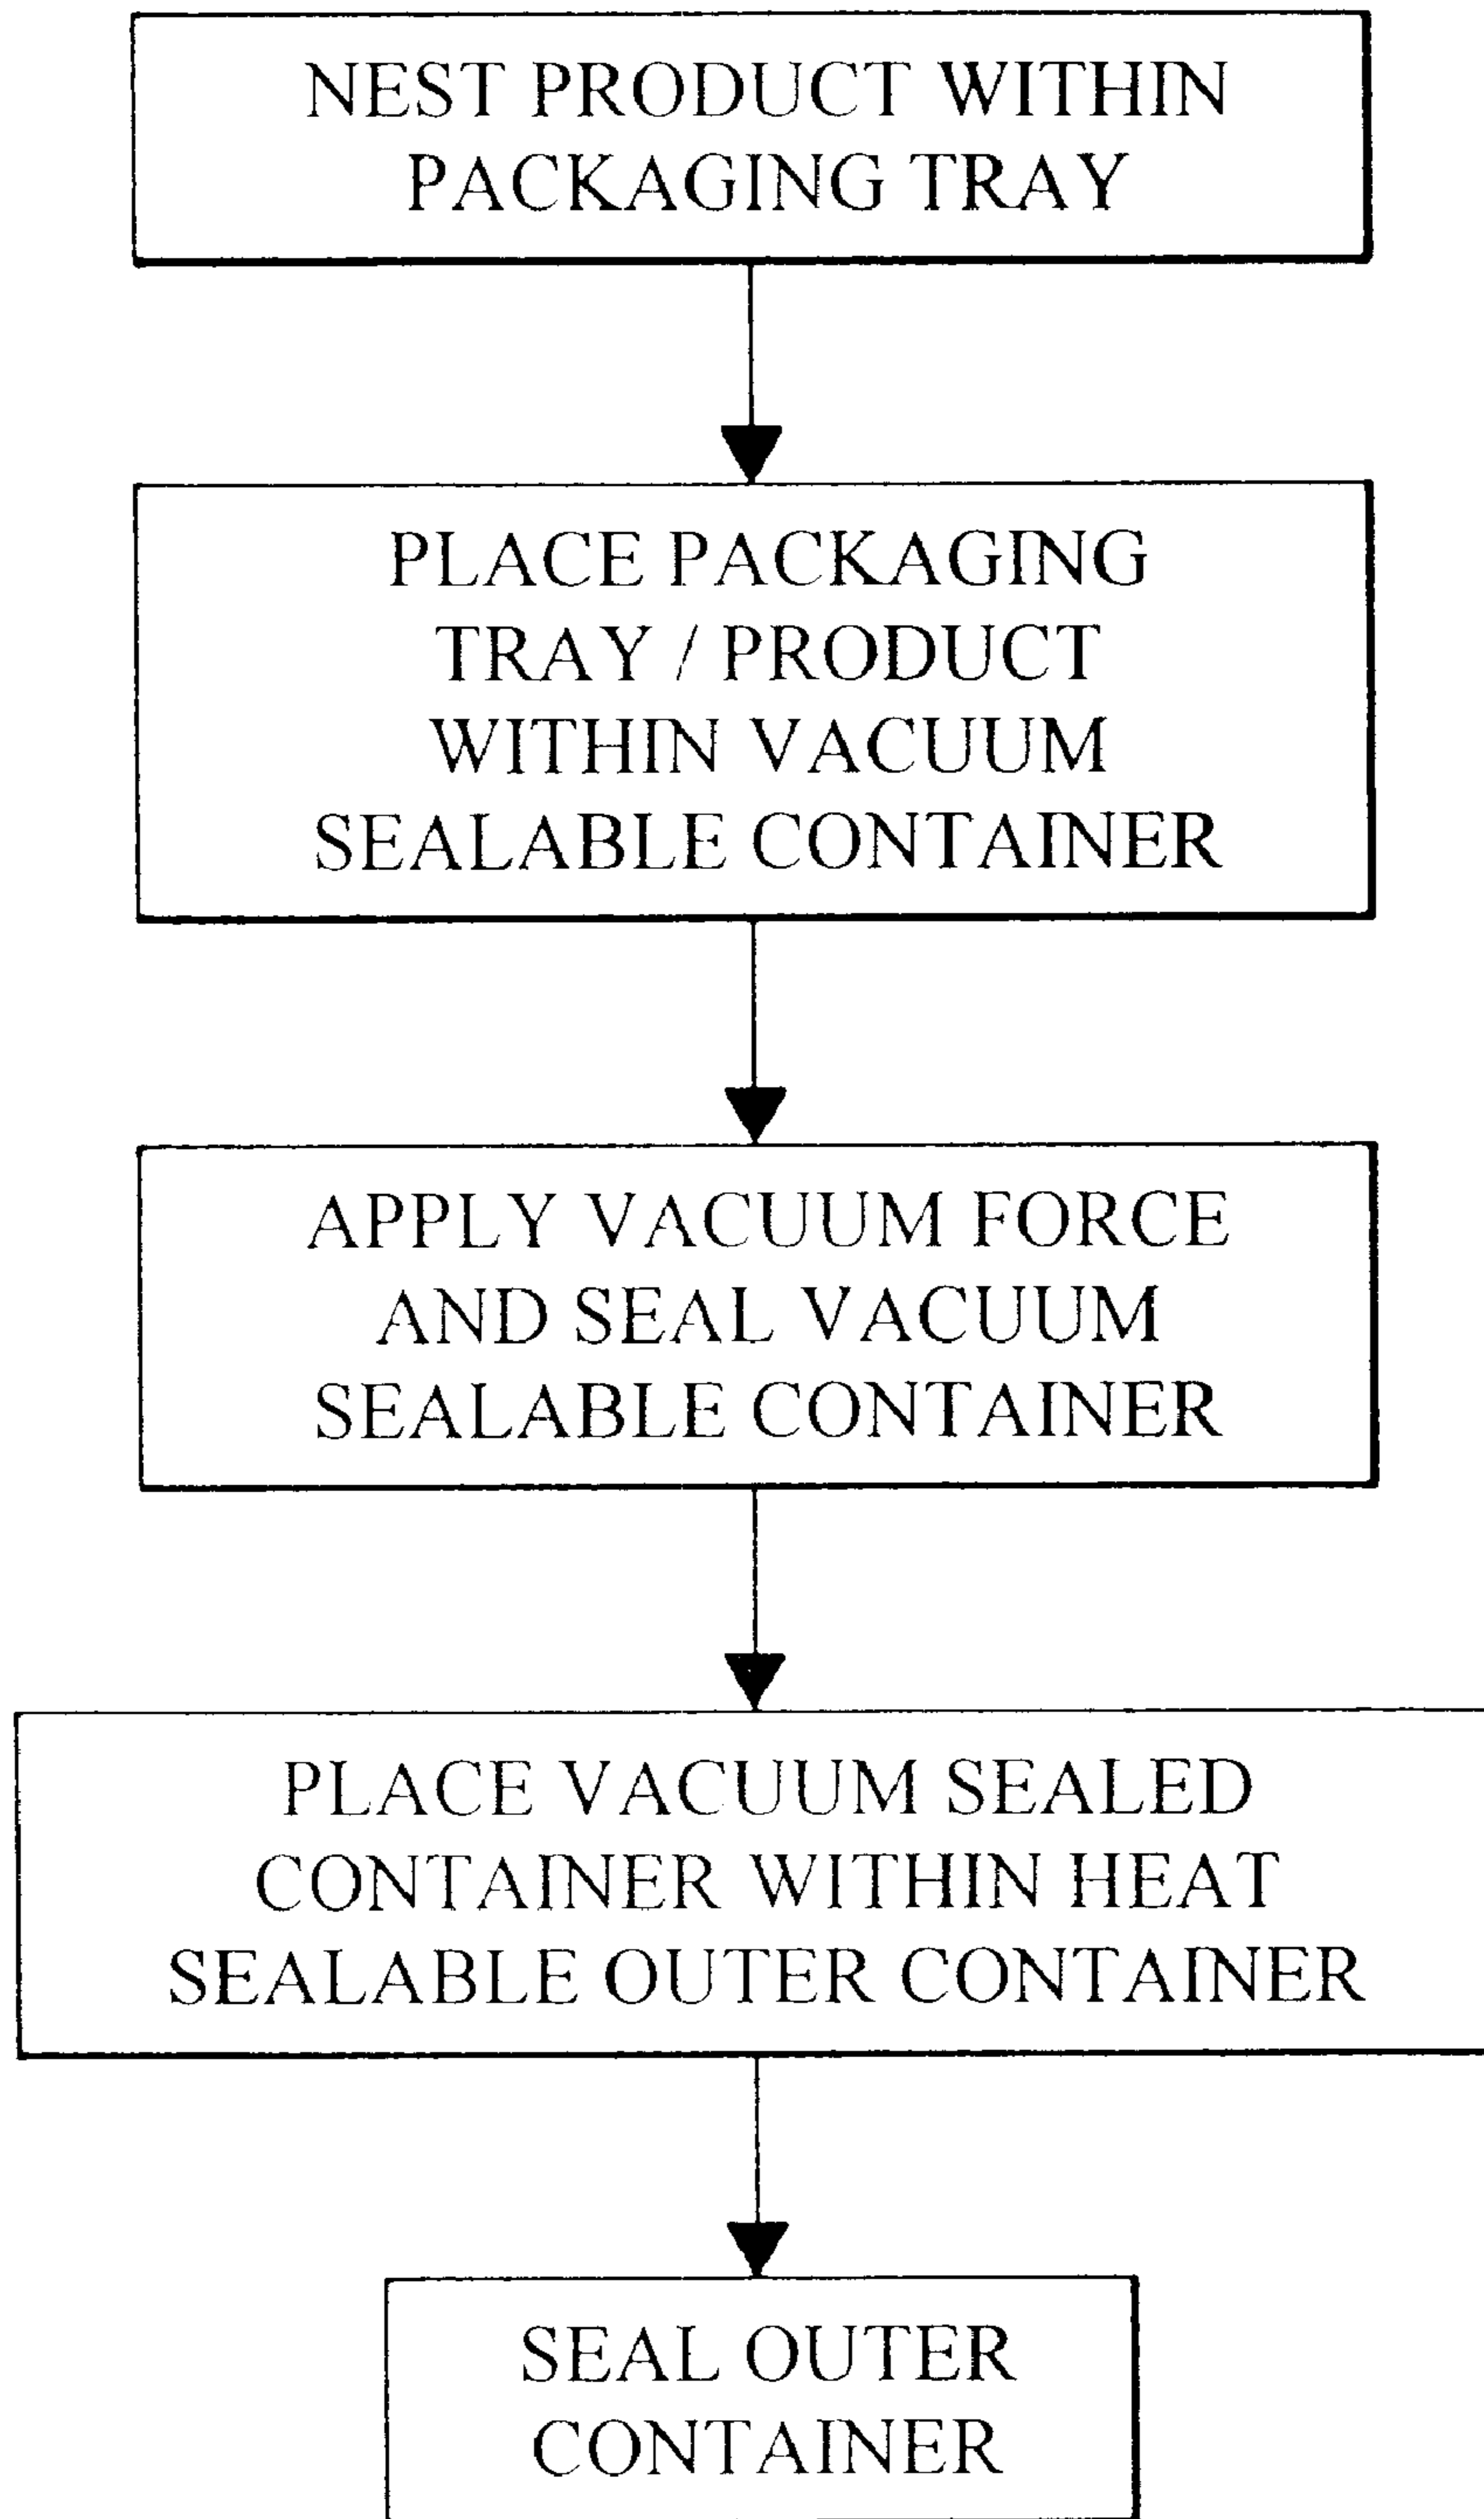 NEST PRODUCT WITHIN
PACKAGING TRAY
PLACE PACKAGING
TRAY / PRODUCT
WITHIN VACUUM
SEALABLE CONTAINER
APPLY VACUUM FORCE
AND SEAL VACUUM
SEALABLE CONTAINER
PLACE VACUUM SEALED
CONTAINER WITHIN HEAT
SEALABLE OUTER CONTAINER
SEAL OUTER
CONTAINER